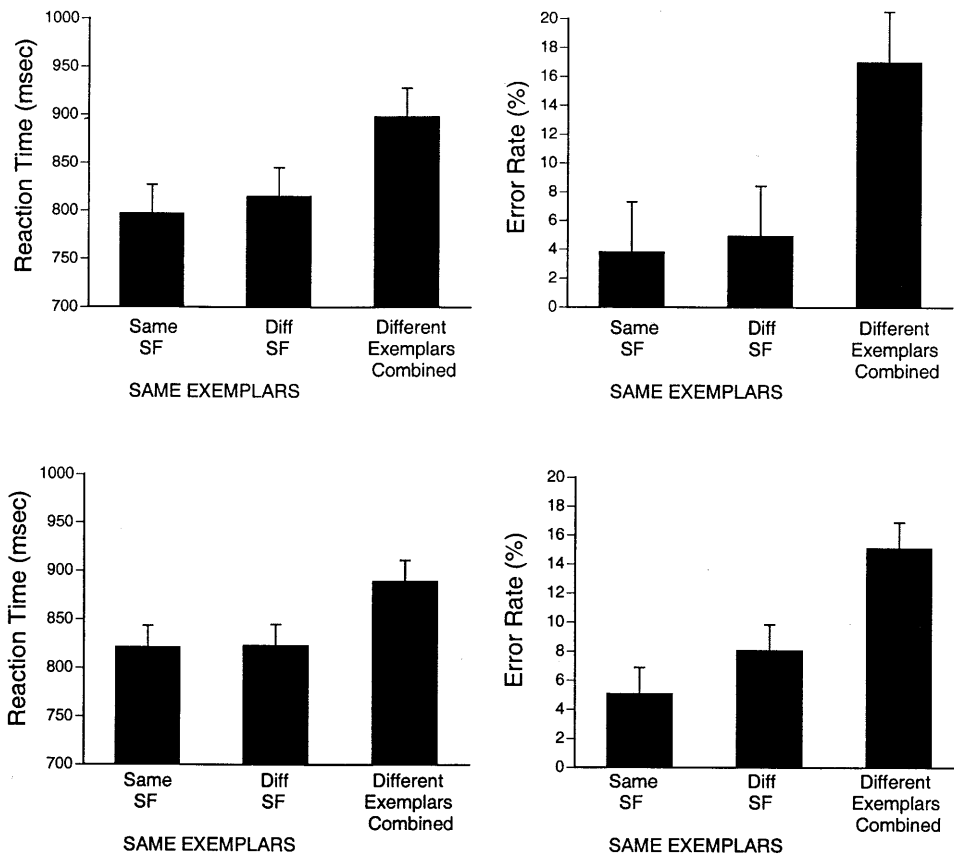 Reaction Time (msec)
1000
950
900
850
800
750
700
Same
SF
Diff
SF
Different
Exemplars
Combined
SAME EXEMPLARS
Error Rate (%)
20
18
16
14
12
10
8
6
4
2
0
Same
SF
Diff
SF
Different
Exemplars
Combined
SAME EXEMPLARS
Reaction Time (msec)
1000
950
900
850
800
750
700
Same
SF
Diff
SF
Different
Exemplars
Combined
SAME EXEMPLARS
Error Rate (%)
20
18
16
14
12
10
8
6
4
2
0
Same
SF
Diff
SF
Different
Exemplars
Combined
SAME EXEMPLARS